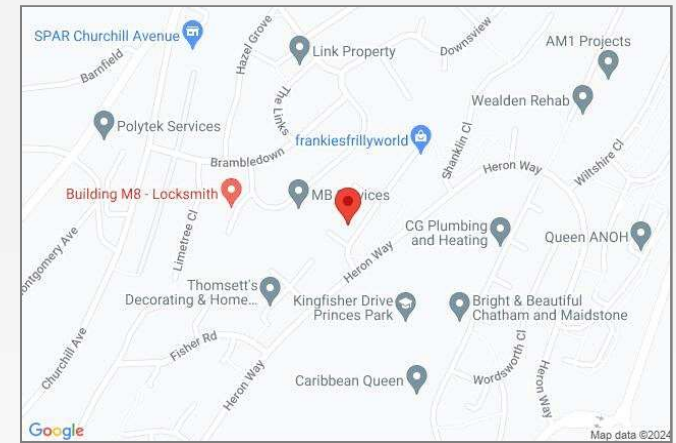 SPAR Churchill Avenue
Hazel Grove
Link Property
Downsview
AM1 Projects
Barnfield
The Links
Wealden Rehab
Polytek Services
frankiesfrillyworld
Shanklin Cl
Brambledown
Heron Way
Wiltshire Cl
Building M8 - Locksmith
MB
Limetree Cl
CG Plumbing
and Heating
Queen ANOH
Heron Way
Thomsett's
Decorating & Home...
Kingfisher Drive
Princes Park
Bright & Beautiful
Chatham and Maidstone
Churchill Ave
Fisher Rd
Heron Way
Caribbean Queen
Wordsworth Cl
Heron Way
Google
Map data ©2024